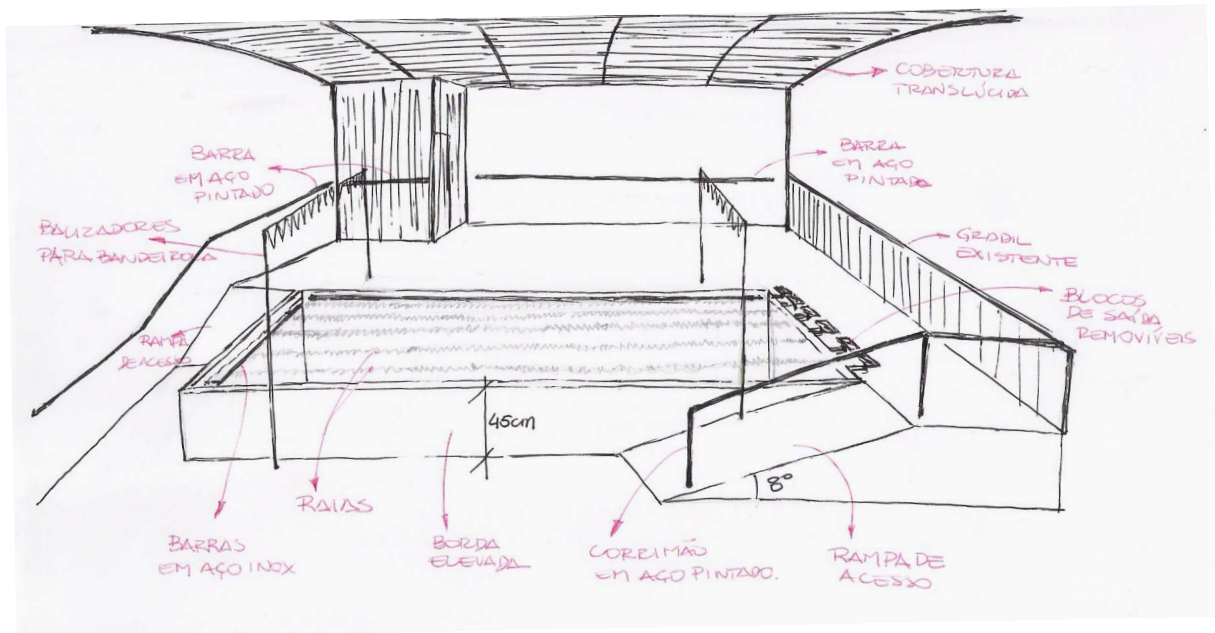 COBERTURA
TRANSLÚCIDA
BARRA
EM AÇO
PINTADO
BARRA
EM AÇO
PINTADO
BALIZADORES
PARA BANDEIROLA
GRADIL
EXISTENTE
BLOCOS
DE SAÍDA
REMOVÍVEIS
RAMPA
DE ACESSO
45cm
8°
RAIAS
BARRAS
EM AÇO INOX
BORDA
ELEVADA
CORRIMÃO
EM AÇO PINTADO.
RAMPA DE
ACESSO